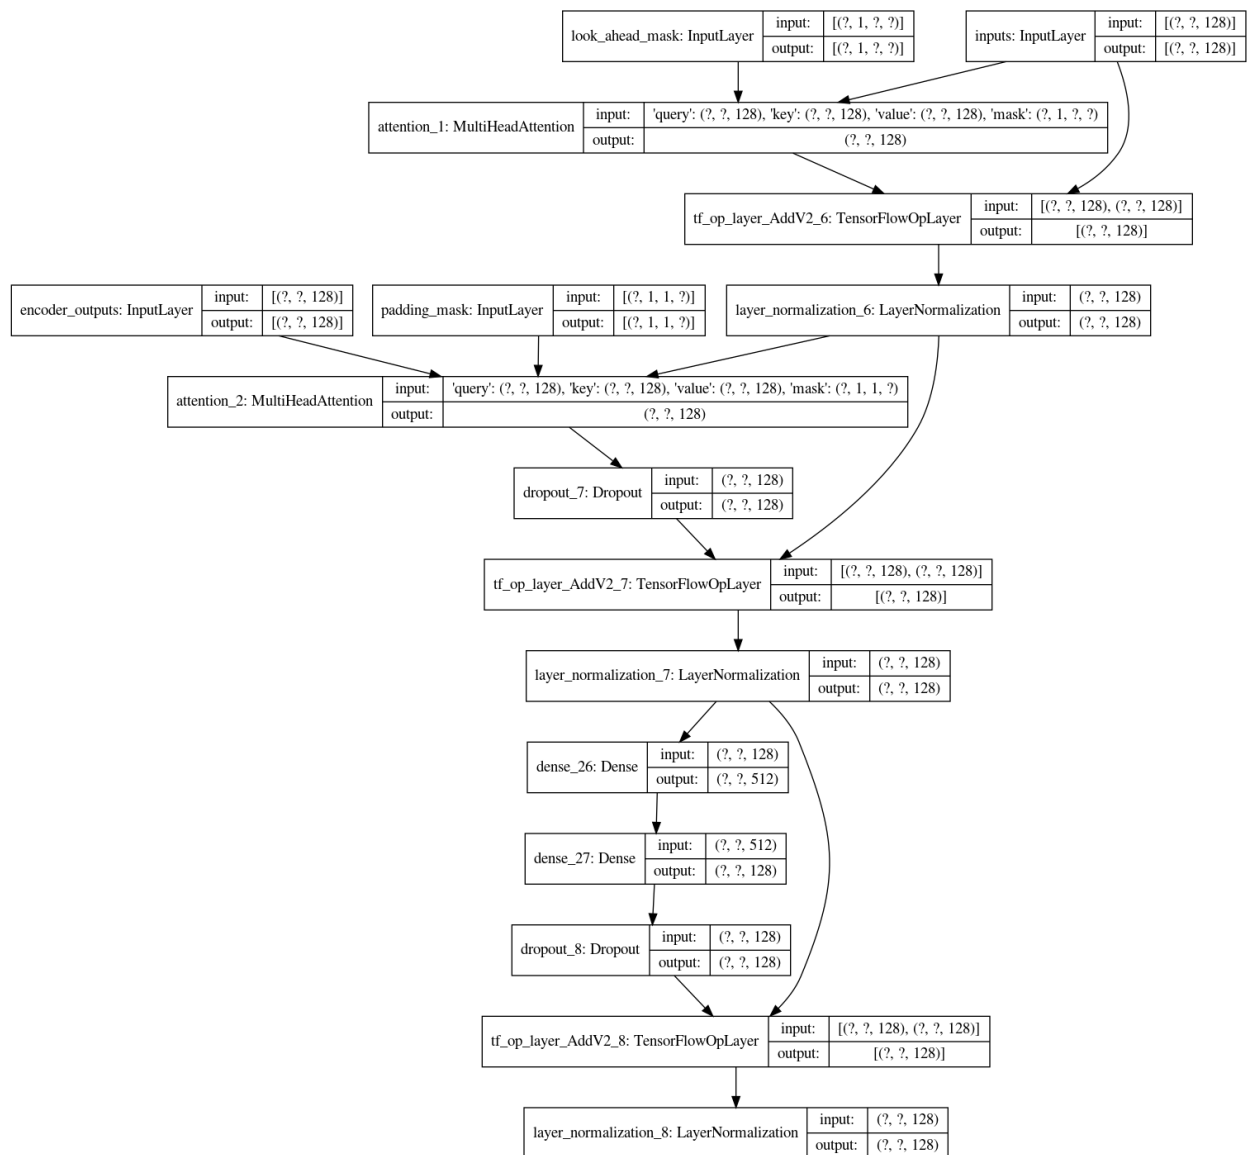 look_ahead_mask: InputLayer
input: [(?, 1, ?, ?)]
output: [(?, 1, ?, ?)]
inputs: InputLayer
input: [(?, ?, 128)]
output: [(?, ?, 128)]
attention_1: MultiHeadAttention
input: 'query': (?, ?, 128), 'key': (?, ?, 128), 'value': (?, ?, 128), 'mask': (?, 1, ?, ?)
output: (?, ?, 128)
tf_op_layer_AddV2_6: TensorFlowOpLayer
input: [(?, ?, 128), (?, ?, 128)]
output: [(?, ?, 128)]
encoder_outputs: InputLayer
input: [(?, ?, 128)]
output: [(?, ?, 128)]
padding_mask: InputLayer
input: [(?, 1, 1, ?)]
output: [(?, 1, 1, ?)]
layer_normalization_6: LayerNormalization
input: (?, ?, 128)
output: (?, ?, 128)
attention_2: MultiHeadAttention
input: 'query': (?, ?, 128), 'key': (?, ?, 128), 'value': (?, ?, 128), 'mask': (?, 1, 1, ?)
output: (?, ?, 128)
dropout_7: Dropout
input: (?, ?, 128)
output: (?, ?, 128)
tf_op_layer_AddV2_7: TensorFlowOpLayer
input: [(?, ?, 128), (?, ?, 128)]
output: [(?, ?, 128)]
layer_normalization_7: LayerNormalization
input: (?, ?, 128)
output: (?, ?, 128)
dense_26: Dense
input: (?, ?, 128)
output: (?, ?, 512)
dense_27: Dense
input: (?, ?, 512)
output: (?, ?, 128)
dropout_8: Dropout
input: (?, ?, 128)
output: (?, ?, 128)
tf_op_layer_AddV2_8: TensorFlowOpLayer
input: [(?, ?, 128), (?, ?, 128)]
output: [(?, ?, 128)]
layer_normalization_8: LayerNormalization
input: (?, ?, 128)
output: (?, ?, 128)